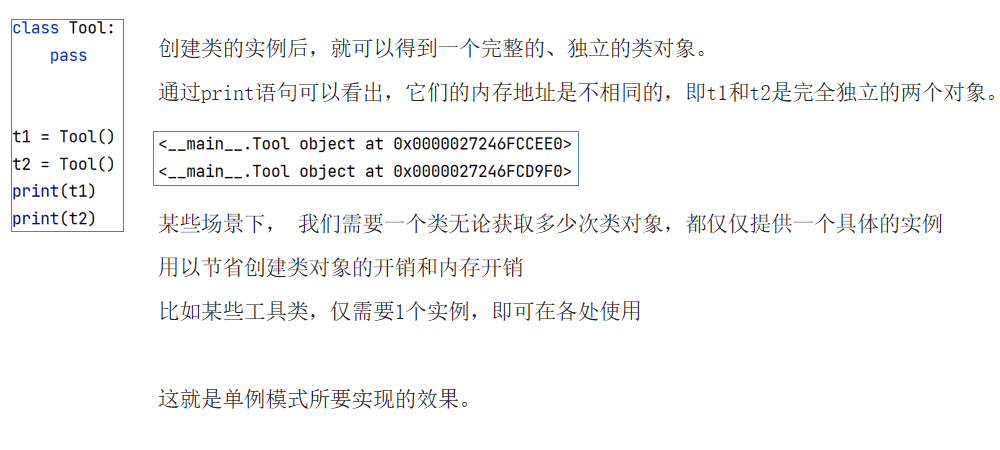 class Tool:
    pass
t1 = Tool()
t2 = Tool()
print(t1)
print(t2)
创建类的实例后，就可以得到一个完整的、独立的类对象。
通过print语句可以看出，它们的内存地址是不相同的，即t1和t2是完全独立的两个对象。
<__main__.Tool object at 0x0000027246FCCEE0>
<__main__.Tool object at 0x0000027246FCD9F0>
某些场景下， 我们需要一个类无论获取多少次类对象，都仅仅提供一个具体的实例
用以节省创建类对象的开销和内存开销
比如某些工具类，仅需要1个实例，即可在各处使用
这就是单例模式所要实现的效果。